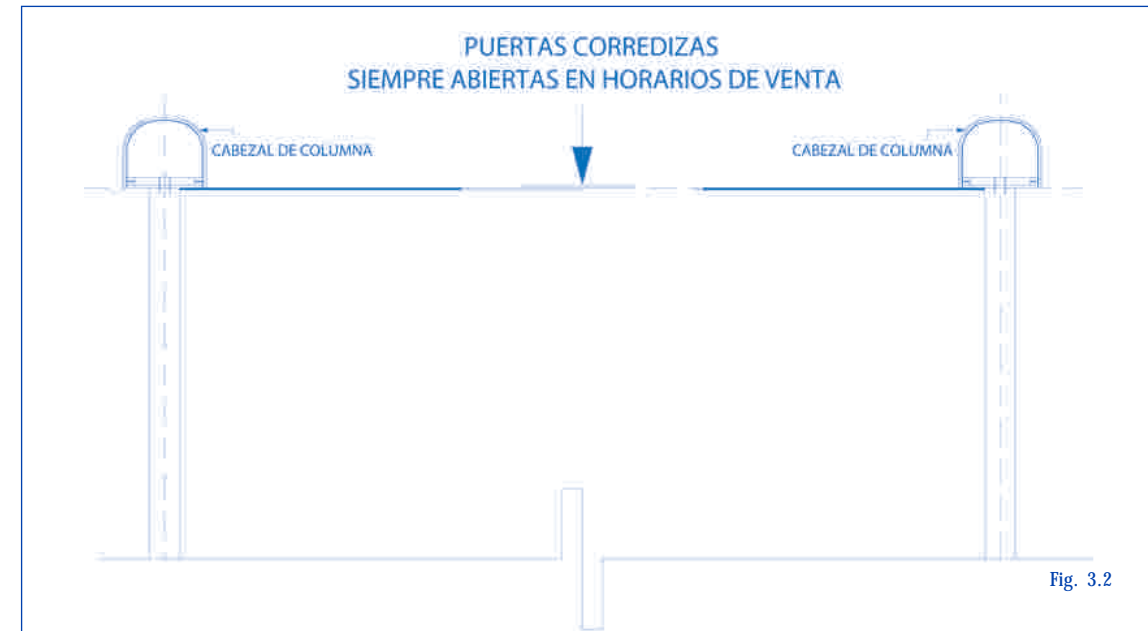 PUERTAS CORREDIZAS
SIEMPRE ABIERTAS EN HORARIOS DE VENTA
CABEZAL DE COLUMNA
CABEZAL DE COLUMNA
Fig. 3.2